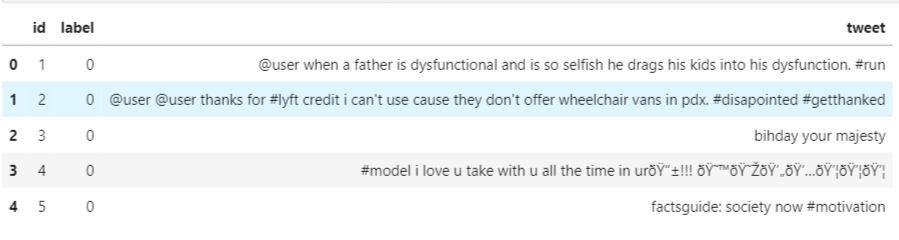 id label tweet
0 1 0 @user when a father is dysfunctional and is so selfish he drags his kids into his dysfunction. #run
1 2 0 @user @user thanks for #lyft credit i can't use cause they don't offer wheelchair vans in pdx. #disapointed #getthanked
2 3 0 bihday your majesty
3 4 0 #model i love u take with u all the time in urðŸ“±!!! ðŸ˜™ðŸ˜ŽðŸ‘„ðŸ‘…ðŸ’¦ðŸ’¦ðŸ’¦
4 5 0 factsguide: society now #motivation